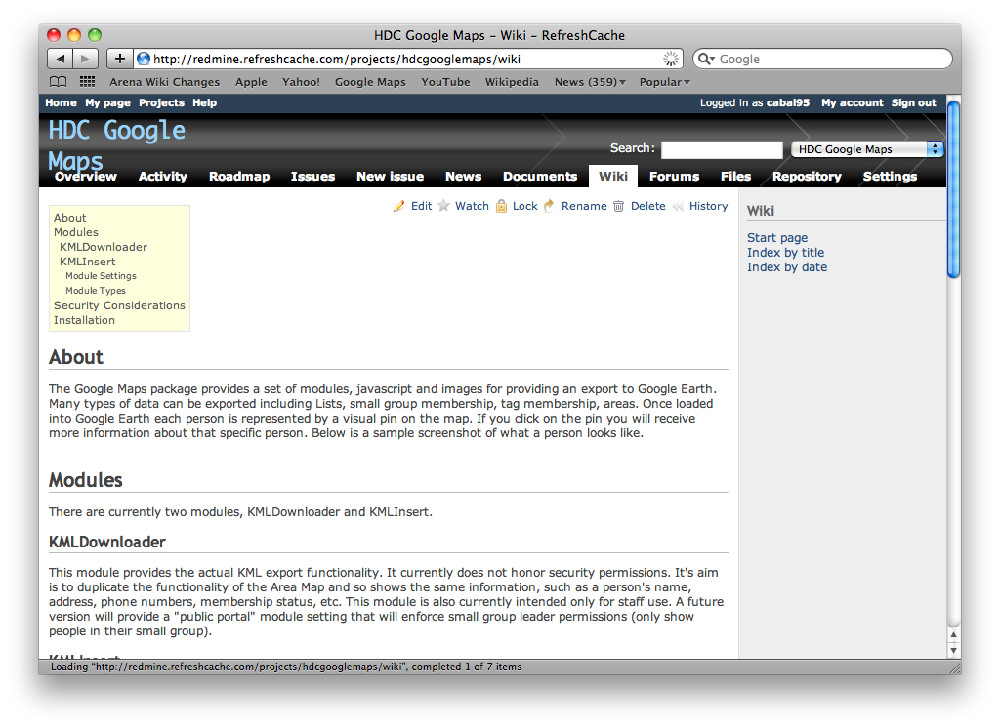 HDC Google Maps – Wiki – RefreshCache
http://redmine.refreshcache.com/projects/hdcgooglemaps/wiki
Google
Arena Wiki Changes Apple Yahoo! Google Maps YouTube Wikipedia News (359) Popular
Home My page Projects Help
Logged in as cabal95 My account Sign out
HDC Google
Maps
Search:
HDC Google Maps
Overview Activity Roadmap Issues New issue News Documents Wiki Forums Files Repository Settings
Edit Watch Lock Rename Delete History
About
Modules
KMLDownloader
KMLInsert
Module Settings
Module Types
Security Considerations
Installation
Wiki
Start page
Index by title
Index by date
About
The Google Maps package provides a set of modules, javascript and images for providing an export to Google Earth.
Many types of data can be exported including Lists, small group membership, tag membership, areas. Once loaded
into Google Earth each person is represented by a visual pin on the map. If you click on the pin you will receive
more information about that specific person. Below is a sample screenshot of what a person looks like.
Modules
There are currently two modules, KMLDownloader and KMLInsert.
KMLDownloader
This module provides the actual KML export functionality. It currently does not honor security permissions. It's aim
is to duplicate the functionality of the Area Map and so shows the same information, such as a person's name,
address, phone numbers, membership status, etc. This module is also currently intended only for staff use. A future
version will provide a "public portal" module setting that will enforce small group leader permissions (only show
people in their small group).
KMLInsert
Loading "http://redmine.refreshcache.com/projects/hdcgooglemaps/wiki", completed 1 of 7 items